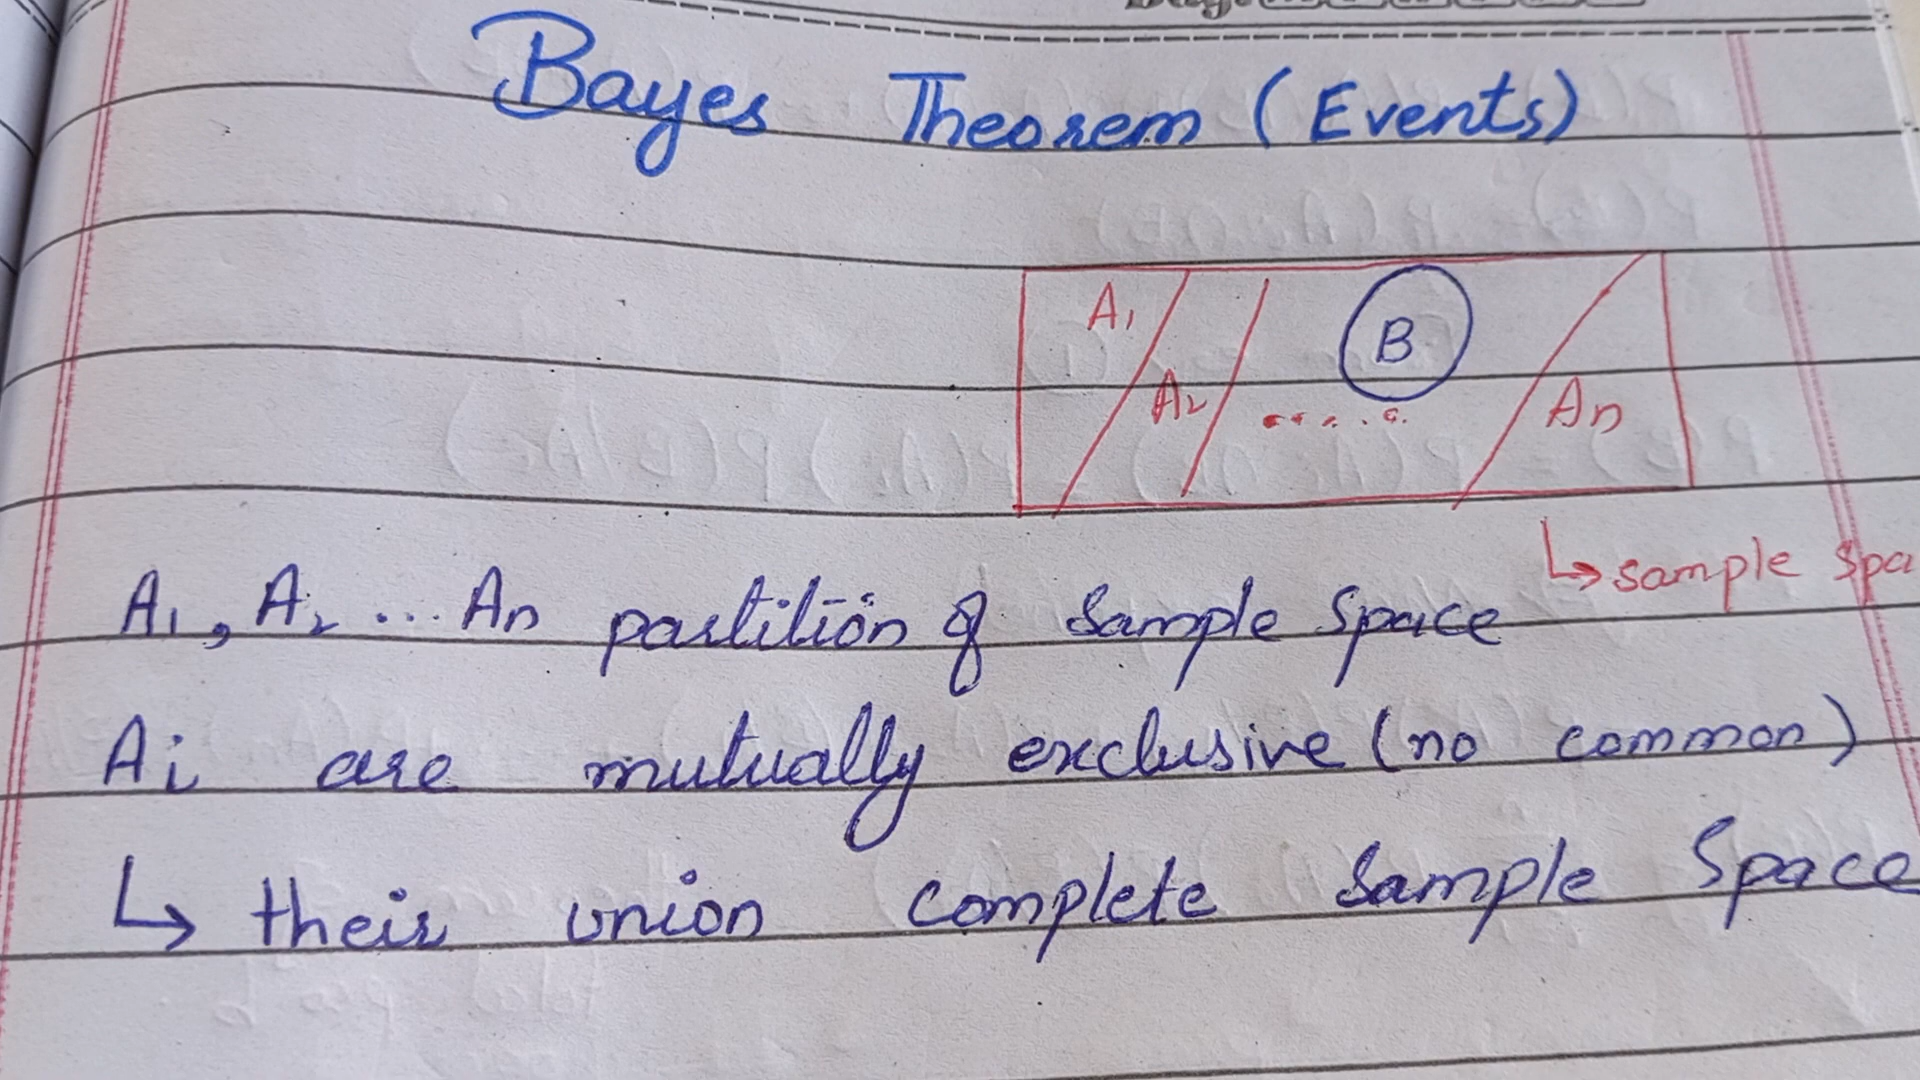 Bayes Theorem (Events)
A1
A2
.....
B
An
↳ sample spa
A1, A2 ... An partition of Sample Space
Ai are mutually exclusive (no common)
↳ their union complete Sample Space